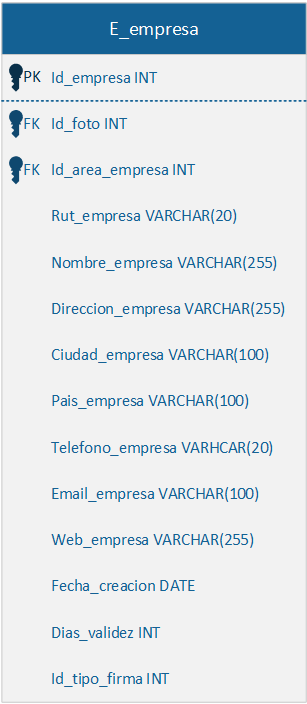 E_empresa
PK Id_empresa INT
FK Id_foto INT
FK Id_area_empresa INT
Rut_empresa VARCHAR(20)
Nombre_empresa VARCHAR(255)
Direccion_empresa VARCHAR(255)
Ciudad_empresa VARCHAR(100)
Pais_empresa VARCHAR(100)
Telefono_empresa VARHCAR(20)
Email_empresa VARCHAR(100)
Web_empresa VARCHAR(255)
Fecha_creacion DATE
Dias_validez INT
Id_tipo_firma INT